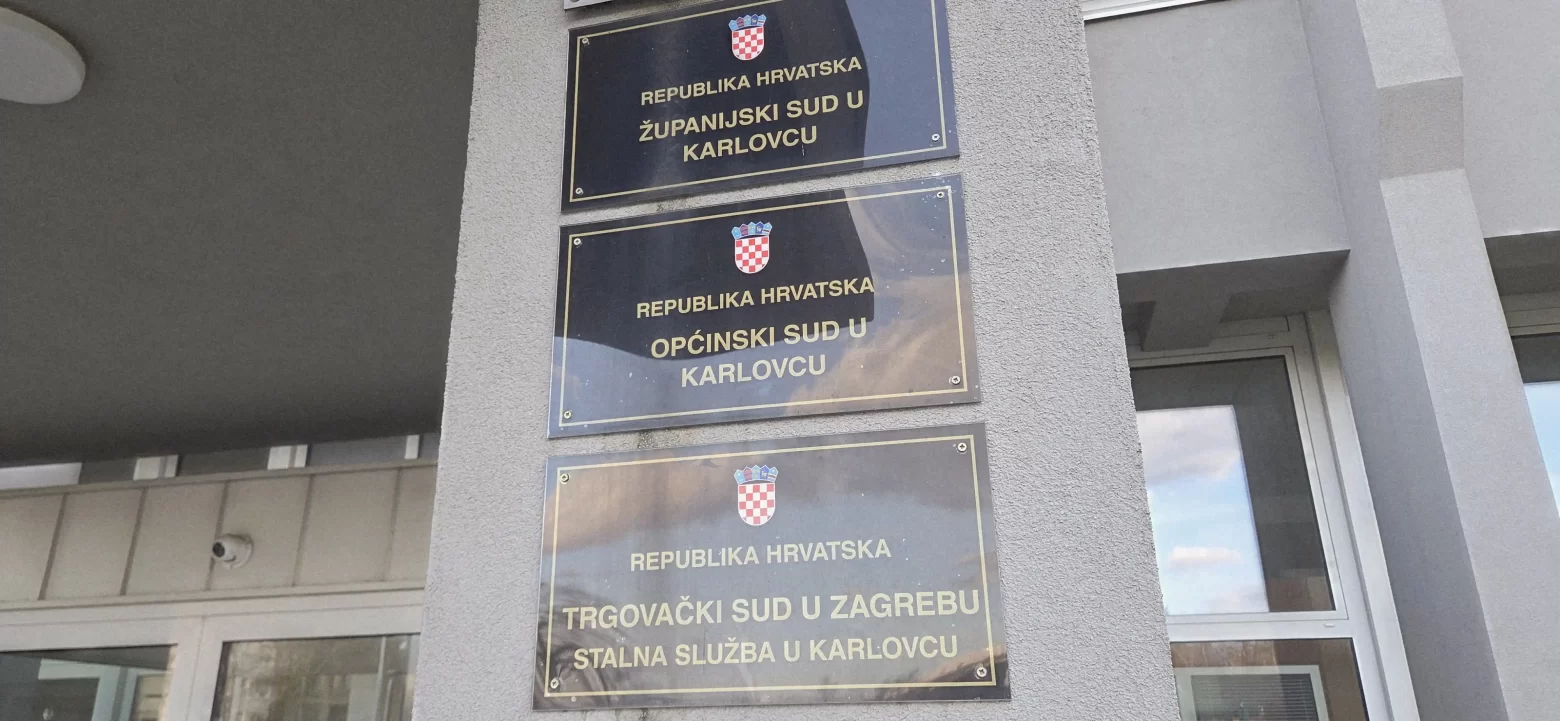 REPUBLIKA HRVATSKA
ŽUPANIJSKI SUD U
KARLOVCU
REPUBLIKA HRVATSKA
OPĆINSKI SUD U
KARLOVCU
REPUBLIKA HRVATSKA
TRGOVAČKI SUD U ZAGREBU
STALNA SLUŽBA U KARLOVCU